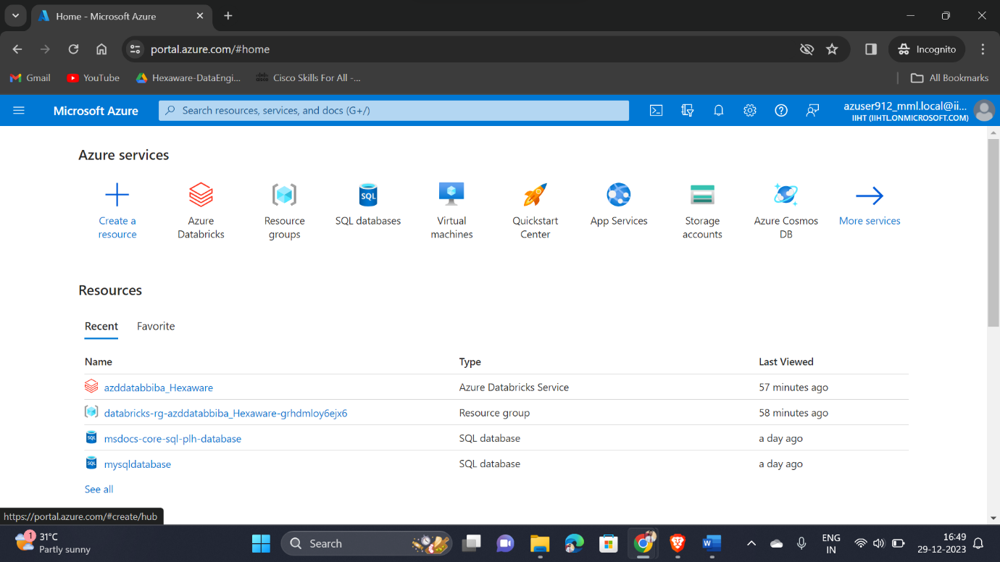 Home - Microsoft Azure
portal.azure.com/#home
Incognito
Gmail
YouTube
Hexaware-DataEngi...
Cisco Skills For All -...
All Bookmarks
Microsoft Azure
Search resources, services, and docs (G+/)
azuser912_mml.local@ii...
IIHT (IIHTL.ONMICROSOFT.COM)
Azure services
Create a
resource
Azure
Databricks
Resource
groups
SQL
SQL databases
Virtual
machines
Quickstart
Center
App Services
Storage
accounts
Azure Cosmos
DB
More services
Resources
Recent
Favorite
Name Type Last Viewed
azddatabbiba_Hexaware Azure Databricks Service 57 minutes ago
databricks-rg-azddatabbiba_Hexaware-grhdmloy6ejx6 Resource group 58 minutes ago
SQL msdocs-core-sql-plh-database SQL database a day ago
SQL mysqldatabase SQL database a day ago
See all
https://portal.azure.com/#create/hub
1
31°C
Partly sunny
Search
W
ENG
IN
16:49
29-12-2023